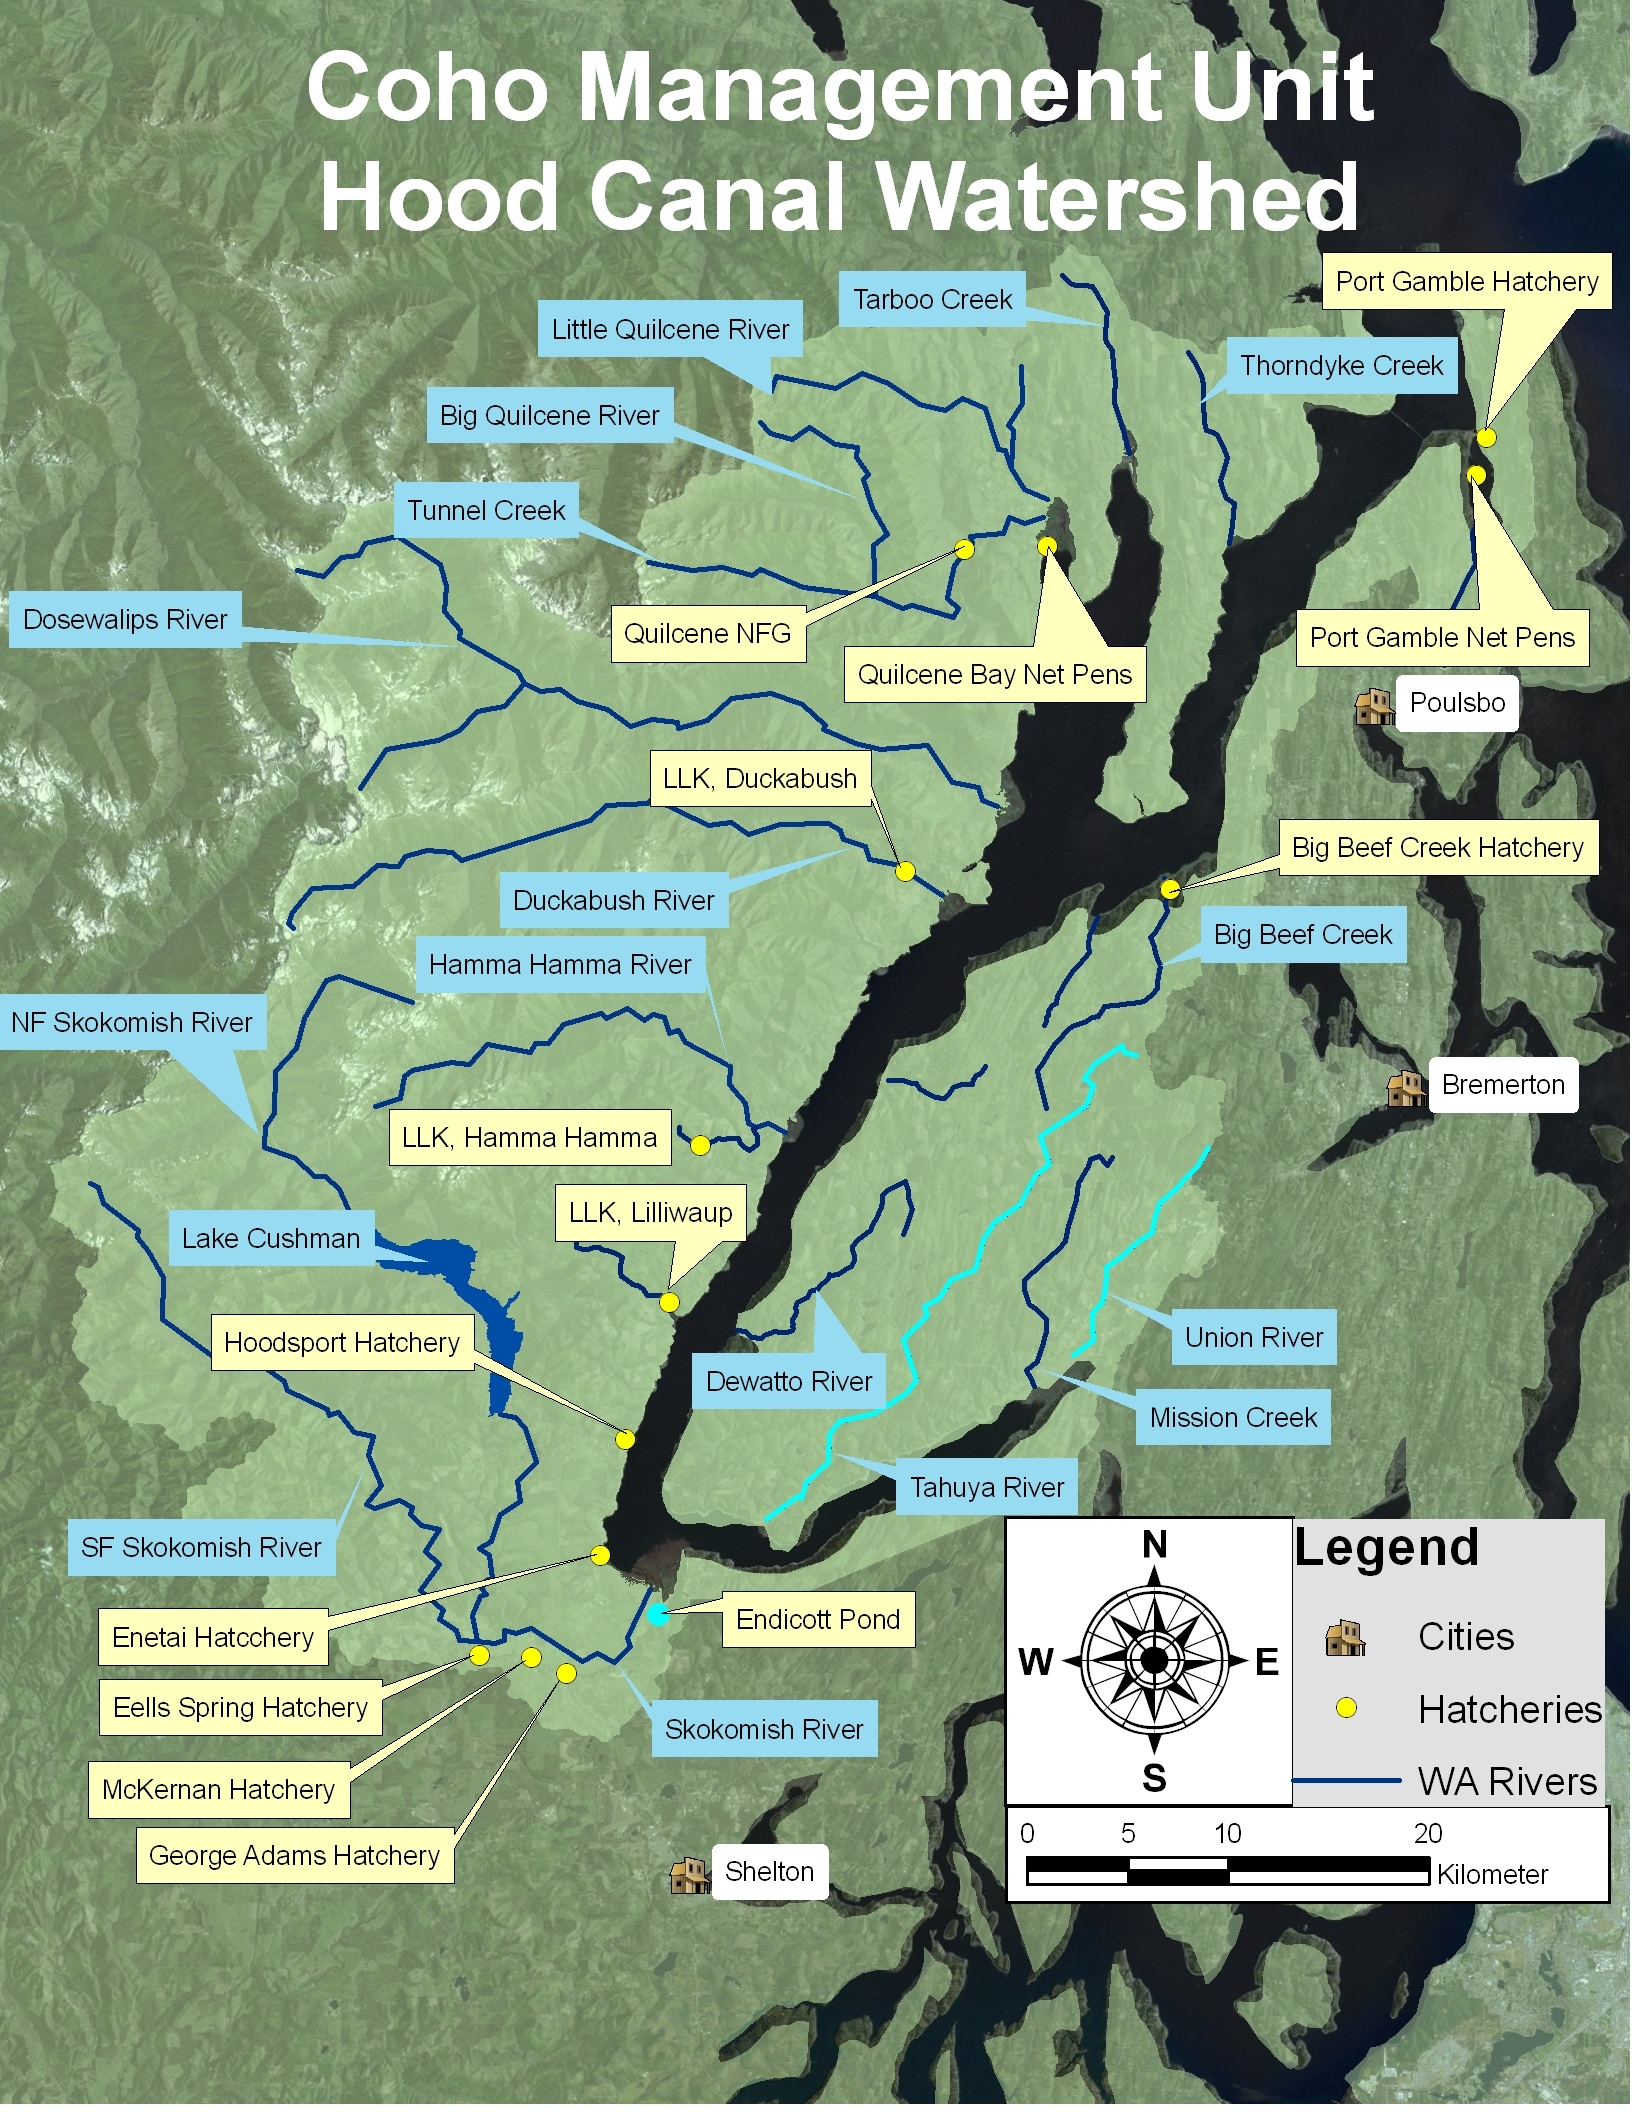 Coho Management Unit
Hood Canal Watershed
Port Gamble Hatchery
Tarboo Creek
Little Quilcene River
Thorndyke Creek
Big Quilcene River
Tunnel Creek
Dosewalips River
Quilcene NFG
Port Gamble Net Pens
Quilcene Bay Net Pens
Poulsbo
LLK, Duckabush
Big Beef Creek Hatchery
Duckabush River
Big Beef Creek
Hamma Hamma River
NF Skokomish River
Bremerton
LLK, Hamma Hamma
LLK, Lilliwaup
Lake Cushman
Union River
Hoodsport Hatchery
Dewatto River
Mission Creek
Tahuya River
SF Skokomish River
Endicott Pond
Enetai Hatcchery
Eells Spring Hatchery
Skokomish River
McKernan Hatchery
George Adams Hatchery
Shelton
N
W E
S
Legend
Cities
Hatcheries
WA Rivers
0 5 10 20
Kilometer